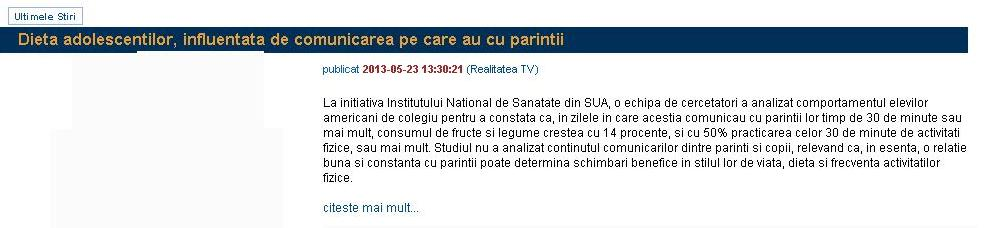 Ultimele Stiri
Dieta adolescentilor, influentata de comunicarea pe care au cu parintii
publicat 2013-05-23 13:30:21 (Realitatea TV)
La initiativa Institutului National de Sanatate din SUA, o echipa de cercetatori a analizat comportamentul elevilor
americani de colegiu pentru a constata ca, in zilele in care acestia comunicau cu parintii lor timp de 30 de minute sau
mai mult, consumul de fructe si legume crestea cu 14 procente, si cu 50% practicarea celor 30 de minute de activitati
fizice, sau mai mult. Studiul nu a analizat continutul comunicarilor dintre parinti si copii, relevand ca, in esenta, o relatie
buna si constanta cu parintii poate determina schimbari benefice in stilul lor de viata, dieta si frecventa activitatilor
fizice.
citeste mai mult...